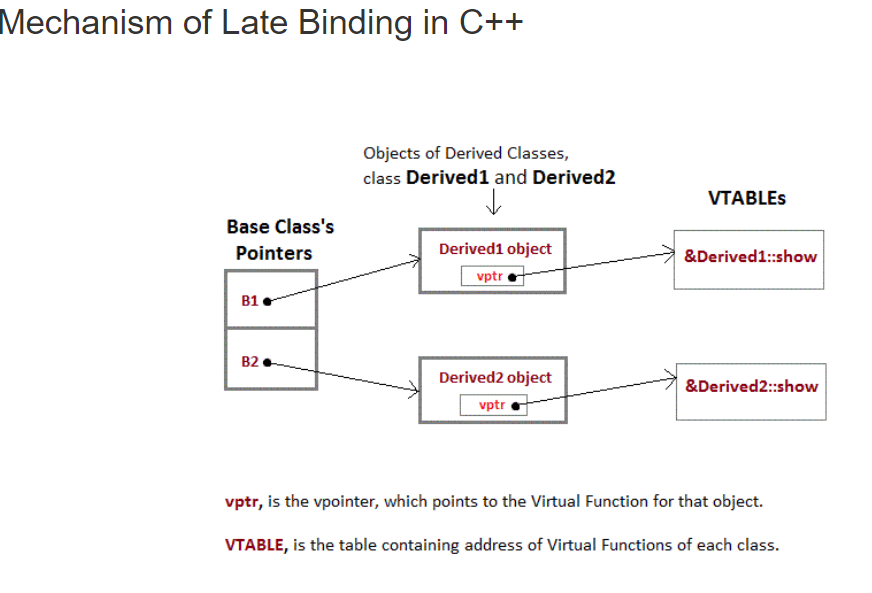 Mechanism of Late Binding in C++
Objects of Derived Classes,
class Derived1 and Derived2
VTABLEs
Base Class's
Pointers
Derived1 object
vptr
&Derived1::show
B1
B2
Derived2 object
vptr
&Derived2::show
vptr, is the vpointer, which points to the Virtual Function for that object.
VTABLE, is the table containing address of Virtual Functions of each class.